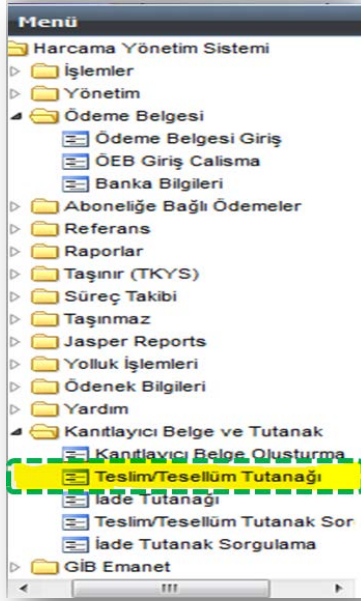 Menü
Harcama Yönetim Sistemi
İşlemler
Yönetim
Ödeme Belgesi
Ödeme Belgesi Giriş
ÖEB Giriş Calisma
Banka Bilgileri
Aboneliğe Bağlı Ödemeler
Referans
Raporlar
Taşınır (TKYS)
Süreç Takibi
Taşınmaz
Jasper Reports
Yolluk İşlemleri
Ödenek Bilgileri
Yardım
Kanıtlayıcı Belge ve Tutanak
Kanıtlayıcı Belge Oluşturma
Teslim/Tesellüm Tutanağı
İade Tutanağı
Teslim/Tesellüm Tutanak Sor
İade Tutanak Sorgulama
GİB Emanet